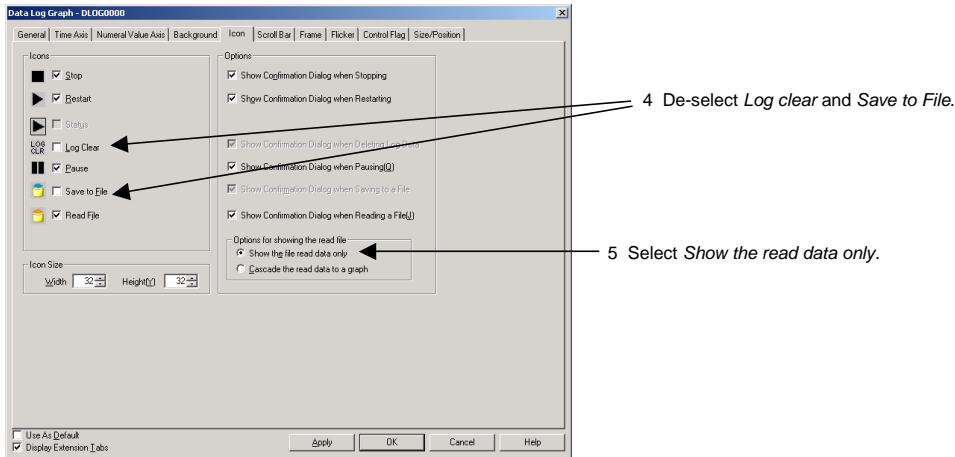 Data Log Graph - DLOG0000
General Time Axis Numeral Value Axis Background Icon Scroll Bar Frame Flicker Control Flag Size/Position
Icons
Stop
Restart
Status
LOG CLR Log Clear
Pause
Save to File
Read File
Icon Size
Width 32 Height(Y) 32
Options
Show Confirmation Dialog when Stopping
Show Confirmation Dialog when Restarting
Show Confirmation Dialog when Deleting Log Data
Show Confirmation Dialog when Pausing(Q)
Show Confirmation Dialog when Saving to a File
Show Confirmation Dialog when Reading a File(J)
Options for showing the read file
Show the file read data only
Cascade the read data to a graph
4 De-select Log clear and Save to File.
5 Select Show the read data only.
Use As Default
Display Extension Tabs
Apply OK Cancel Help